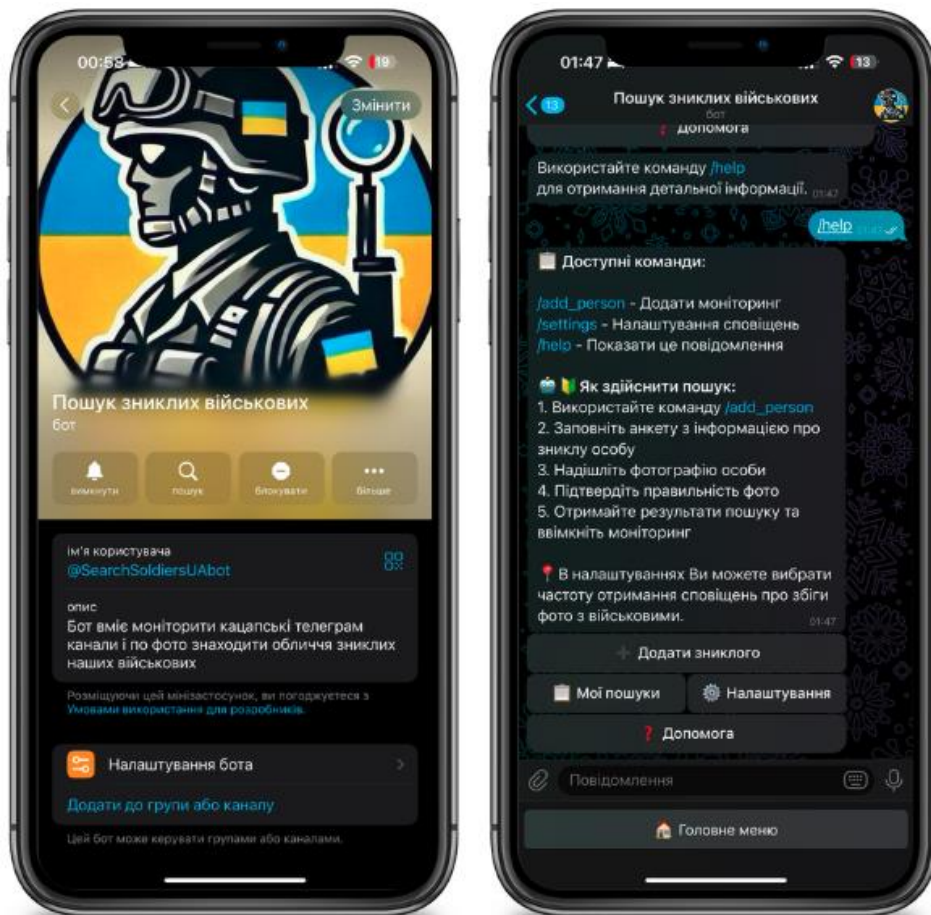 00:58
19
Змінити
Пошук зниклих військових
бот
вимкнути
пошук
блокувати
більше
ім'я користувача
@SearchSoldiersUAbot
опис
Бот вміє моніторити кацапські телеграм
канали і по фото знаходити обличчя зниклих
наших військових
Розміщуючи цей мінізастосунок, ви погоджуєтеся з
Умовами використання для розробників.
Налаштування бота
Додати до групи або каналу
Цей бот може керувати групами або каналами.
01:47
13
13
Пошук зниклих військових
бот
? Допомога
Використайте команду /help
для отримання детальної інформації. 01:47
/help 01:47
Доступні команди:
/add_person - Додати моніторинг
/settings - Налаштування сповіщень
/help - Показати це повідомлення
Як здійснити пошук:
1. Використайте команду /add_person
2. Заповніть анкету з інформацією про
зниклу особу
3. Надішліть фотографію особи
4. Підтвердіть правильність фото
5. Отримайте результати пошуку та
ввімкніть моніторинг
В налаштуваннях Ви можете вибрати
частоту отримання сповіщень про збіги
фото з військовими. 01:47
+ Додати зниклого
Мої пошуки
Налаштування
? Допомога
Повідомлення
Головне меню